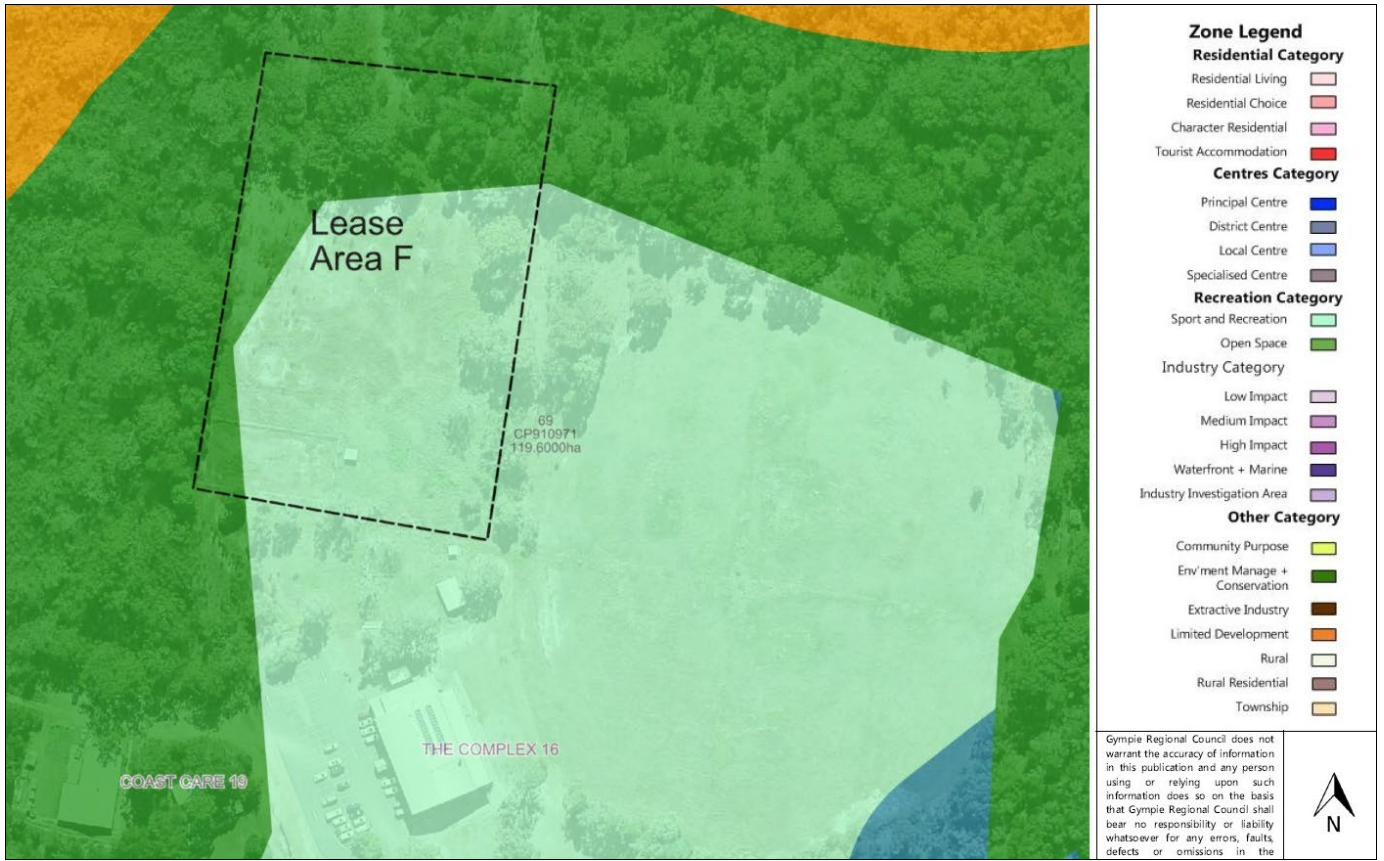 Lease
Area F
69
CP910971
119.6000ha
THE COMPLEX 16
COAST CARE 19
Zone Legend
Residential Category
Residential Living
Residential Choice
Character Residential
Tourist Accommodation
Centres Category
Principal Centre
District Centre
Local Centre
Specialised Centre
Recreation Category
Sport and Recreation
Open Space
Industry Category
Low Impact
Medium Impact
High Impact
Waterfront + Marine
Industry Investigation Area
Other Category
Community Purpose
Env'ment Manage +
Conservation
Extractive Industry
Limited Development
Rural
Rural Residential
Township
Gympie Regional Council does not
warrant the accuracy of information
in this publication and any person
using or relying upon such
information does so on the basis
that Gympie Regional Council shall
bear no responsibility or liability
whatsoever for any errors, faults,
defects or omissions in the
N